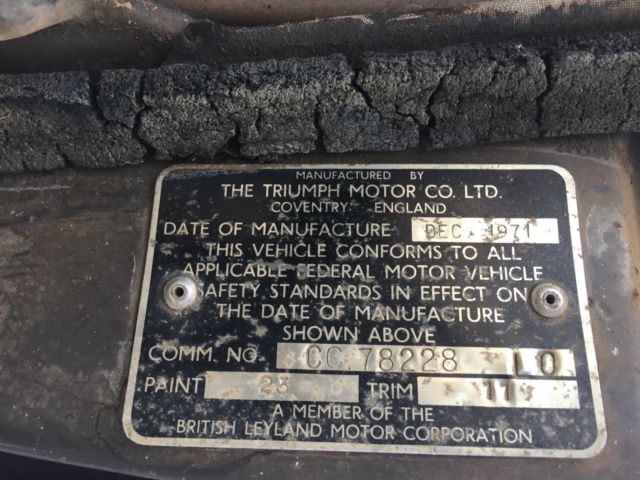 MANUFACTURED BY
THE TRIUMPH MOTOR CO. LTD.
COVENTRY ENGLAND
DATE OF MANUFACTURE DEC. 1971
THIS VEHICLE CONFORMS TO ALL
APPLICABLE FEDERAL MOTOR VEHICLE
SAFETY STANDARDS IN EFFECT ON
THE DATE OF MANUFACTURE
SHOWN ABOVE
COMM. NO. CC 78228 LO
PAINT 23 TRIM 11
A MEMBER OF THE
BRITISH LEYLAND MOTOR CORPORATION